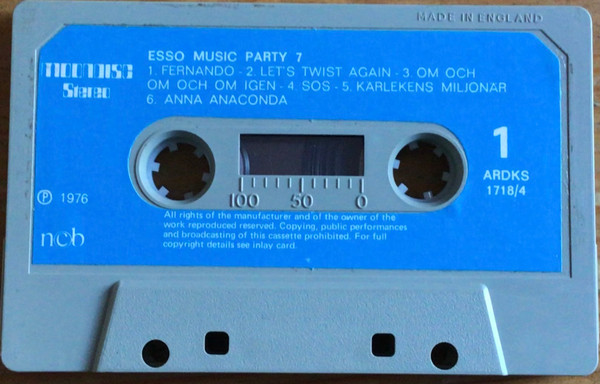 MADE IN ENGLAND
ESSO MUSIC PARTY 7
MOONDISC
Stereo
1. FERNANDO - 2. LET'S TWIST AGAIN - 3. OM OCH
OM OCH OM IGEN - 4. SOS - 5. KARLEKENS MILJONÄR
6. ANNA ANACONDA
1
ARDKS
1718/4
100 50 0
℗ 1976
ncb
All rights of the manufacturer and of the owner of the
work reproduced reserved. Copying, public performances
and broadcasting of this cassette prohibited. For full
copyright details see inlay card.